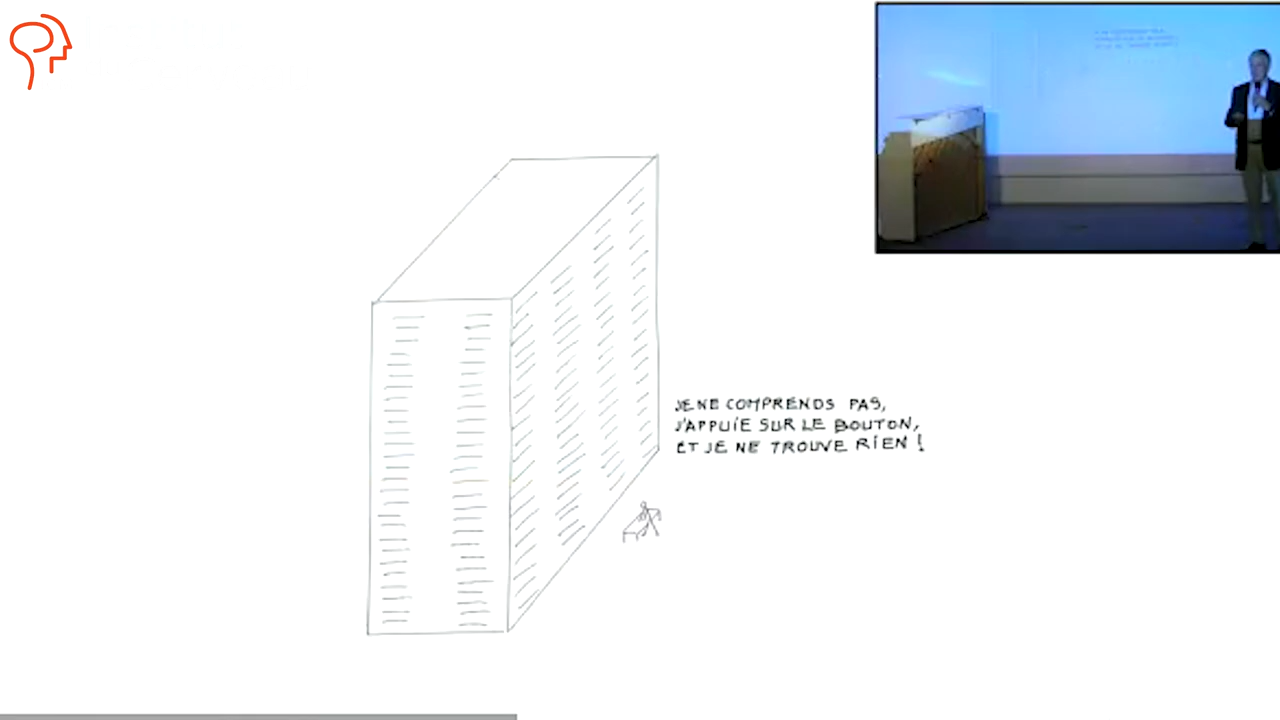 JE NE COMPRENDS PAS,
J'APPUIE SUR LE BOUTON,
ET JE NE TROUVE RIEN !